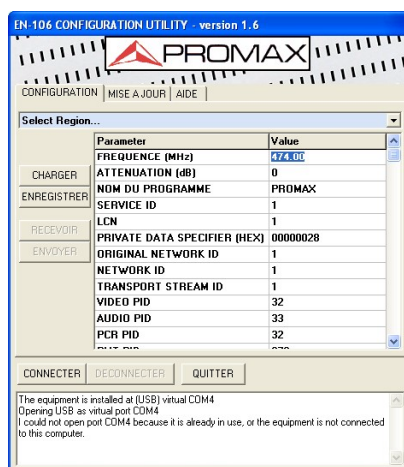 EN-106 CONFIGURATION UTILITY - version 1.6
PROMAX
CONFIGURATION MISE A JOUR AIDE
Select Region...
Parameter Value
FREQUENCE (MHz) 474.00
CHARGER ATTENUATION (dB) 0
NOM DU PROGRAMME PROMAX
ENREGISTRER SERVICE ID 1
LCN 1
RECEVOIR PRIVATE DATA SPECIFIER (HEX) 00000028
ENVOYER ORIGINAL NETWORK ID 1
NETWORK ID 1
TRANSPORT STREAM ID 1
VIDEO PID 32
AUDIO PID 33
PCR PID 32
CONNECTER DECONNECTER QUITTER
The equipment is installed at (USB) virtual COM4
Opening USB as virtual port COM4
I could not open port COM4 because it is already in use, or the equipment is not connected
to this computer.